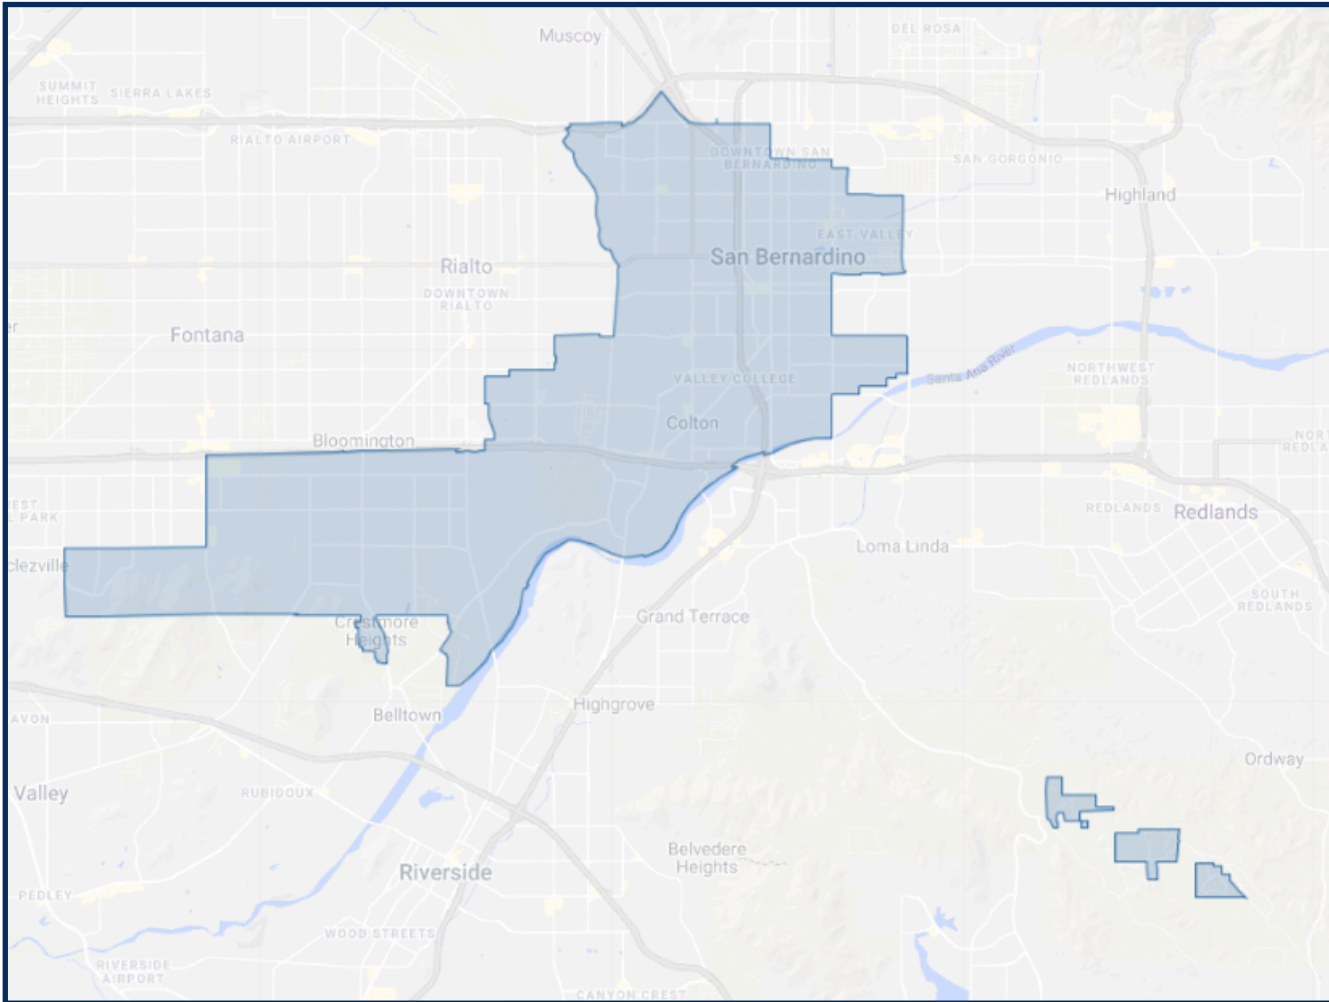 Muscoy
DEL ROSA
SUMMIT
HEIGHTS
SIERRA LAKES
RIALTO AIRPORT
DOWNTOWN SAN
BERNARDINO
SAN GORGONIO
Highland
EAST VALLEY
San Bernardino
Rialto
DOWNTOWN
RIALTO
Fontana
Santa Ana River
NORTHWEST
REDLANDS
VALLEY COLLEGE
Colton
Bloomington
REDLANDS
Redlands
Loma Linda
SOUTH
REDLANDS
Grand Terrace
Crestmore
Heights
Highgrove
Belltown
Ordway
Valley
RUBIDOUX
Belvedere
Heights
Riverside
PEDLEY
WOOD STREETS
RIVERSIDE
AIRPORT
CANYON CREST